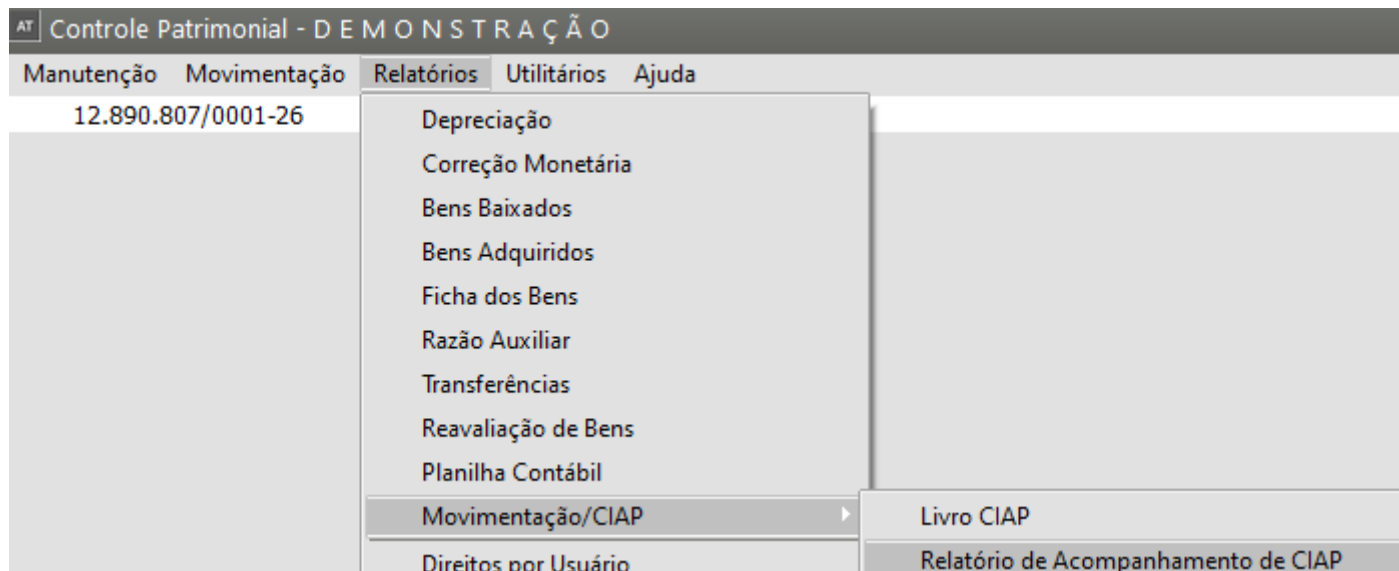 AT Controle Patrimonial - D E M O N S T R A Ç Ã O
Manutenção Movimentação Relatórios Utilitários Ajuda
12.890.807/0001-26
Depreciação
Correção Monetária
Bens Baixados
Bens Adquiridos
Ficha dos Bens
Razão Auxiliar
Transferências
Reavaliação de Bens
Planilha Contábil
Movimentação/CIAP
Livro CIAP
Direitos por Usuário
Relatório de Acompanhamento de CIAP